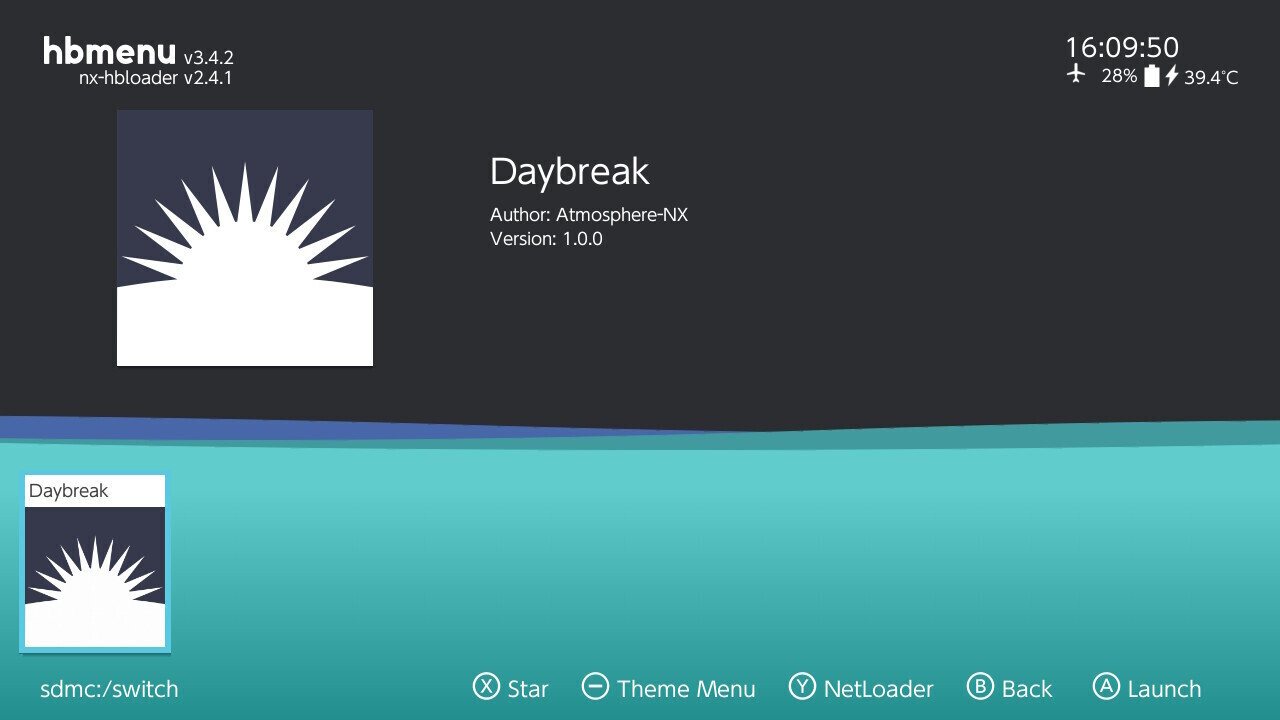 hbmenu v3.4.2
nx-hbloader v2.4.1
16:09:50
28% 39.4°C
Daybreak
Author: Atmosphere-NX
Version: 1.0.0
Daybreak
sdmc:/switch
X Star − Theme Menu Y NetLoader B Back A Launch